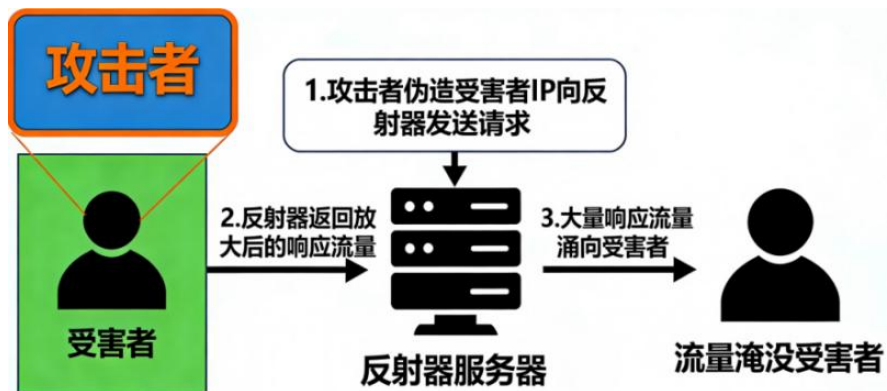 攻击者
1.攻击者伪造受害者IP向反
射器发送请求
2.反射器返回放
大后的响应流量
3.大量响应流量
涌向受害者
受害者
反射器服务器
流量淹没受害者